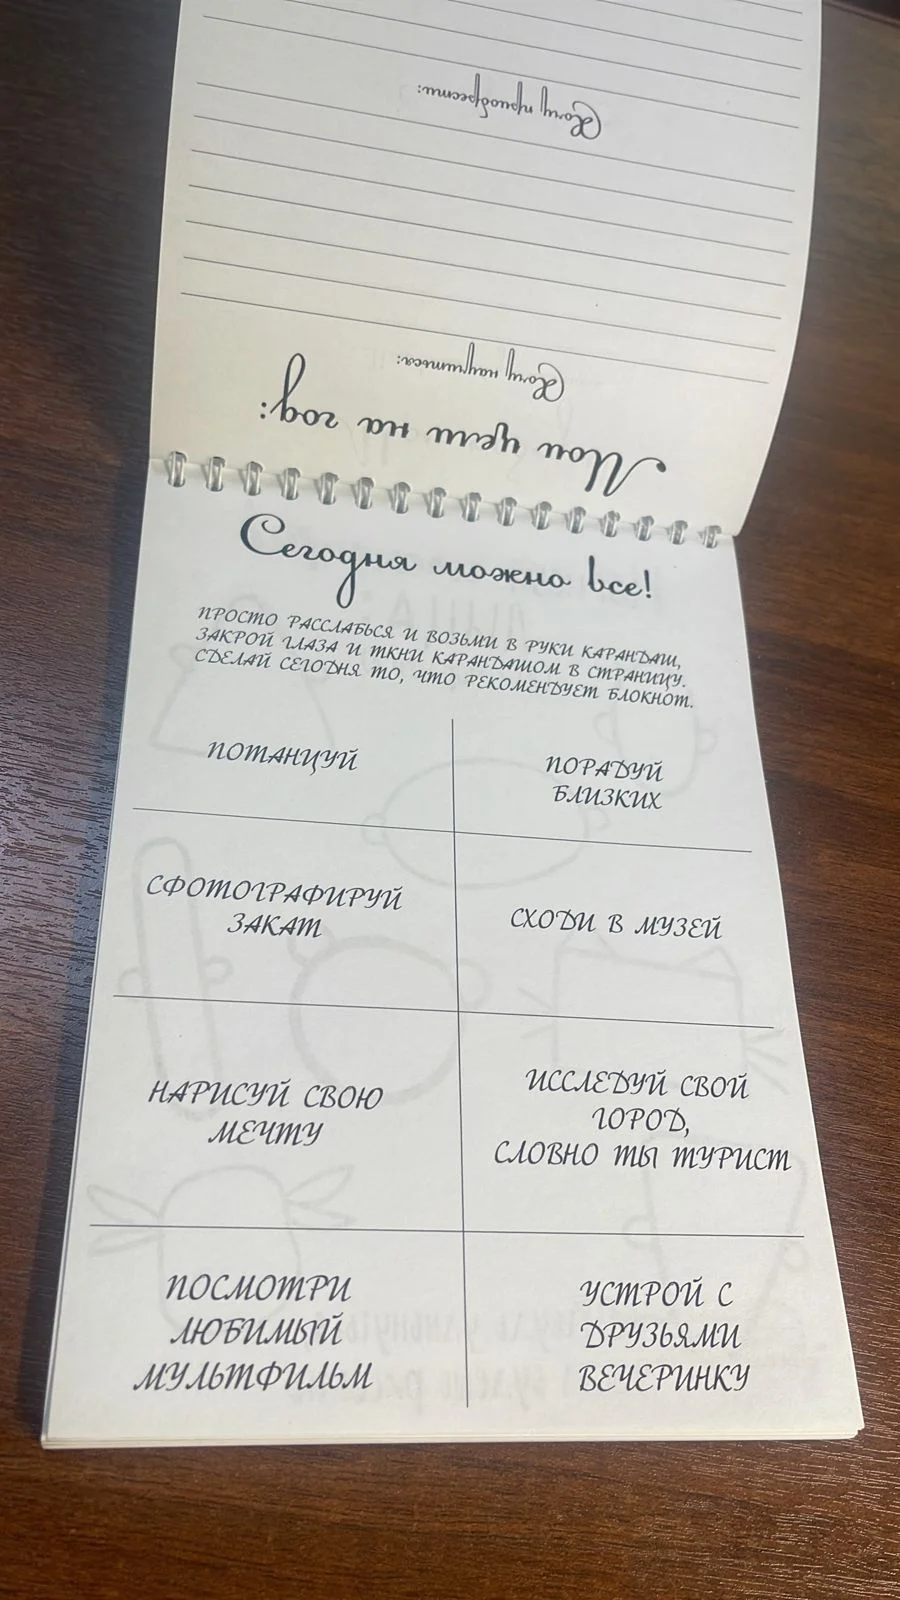 Хочу приобрести:
Хочу научиться:
Мои цели на год:
Сегодня можно все!
ПРОСТО РАССЛАБЬСЯ И ВОЗЬМИ В РУКИ КАРАНДАШ,
ЗАКРОЙ ГЛАЗА И ТКНИ КАРАНДАШОМ В СТРАНИЦУ.
СДЕЛАЙ СЕГОДНЯ ТО, ЧТО РЕКОМЕНДУЕТ БЛОКНОТ.
ПОТАНЦУЙ
ПОРАДУЙ
БЛИЗКИХ
СФОТОГРАФИРУЙ
ЗАКАТ
СХОДИ В МУЗЕЙ
НАРИСУЙ СВОЮ
МЕЧТУ
ИССЛЕДУЙ СВОЙ
ГОРОД,
СЛОВНО ТЫ ТУРИСТ
ПОСМОТРИ
ЛЮБИМЫЙ
МУЛЬТФИЛЬМ
УСТРОЙ С
ДРУЗЬЯМИ
ВЕЧЕРИНКУ